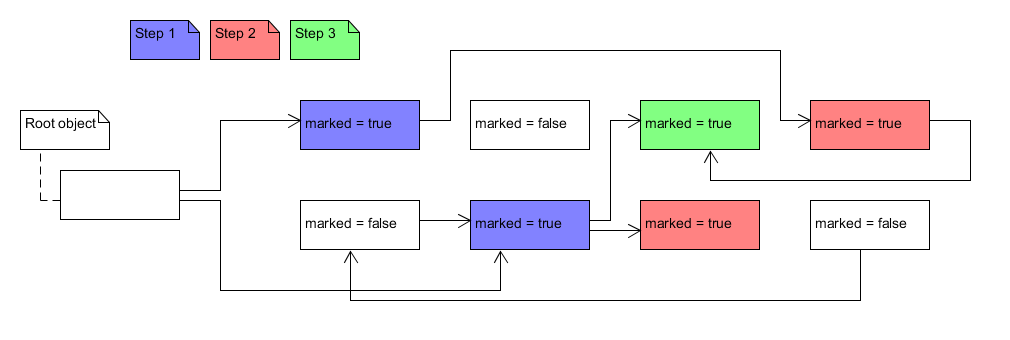 Step 1
Step 2
Step 3
Root object
marked = true
marked = false
marked = true
marked = true
marked = false
marked = true
marked = true
marked = false